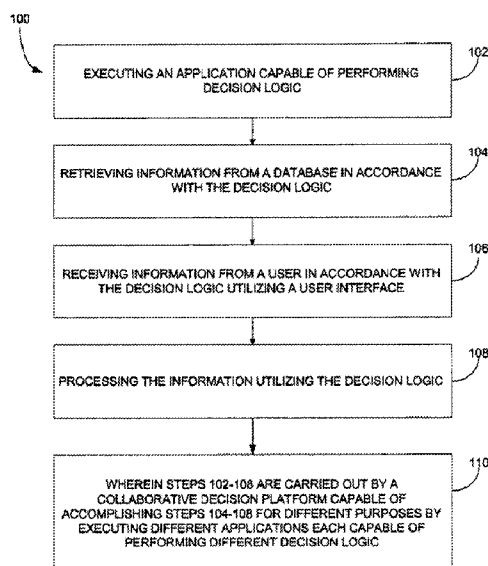 100
102
EXECUTING AN APPLICATION CAPABLE OF PERFORMING
DECISION LOGIC
104
RETRIEVING INFORMATION FROM A DATABASE IN ACCORDANCE
WITH THE DECISION LOGIC
106
RECEIVING INFORMATION FROM A USER IN ACCORDANCE WITH
THE DECISION LOGIC UTILIZING A USER INTERFACE
108
PROCESSING THE INFORMATION UTILIZING THE DECISION LOGIC
110
WHEREIN STEPS 102-108 ARE CARRIED OUT BY A
COLLABORATIVE DECISION PLATFORM CAPABLE OF
ACCOMPLISHING STEPS 104-108 FOR DIFFERENT PURPOSES BY
EXECUTING DIFFERENT APPLICATIONS EACH CAPABLE OF
PERFORMING DIFFERENT DECISION LOGIC